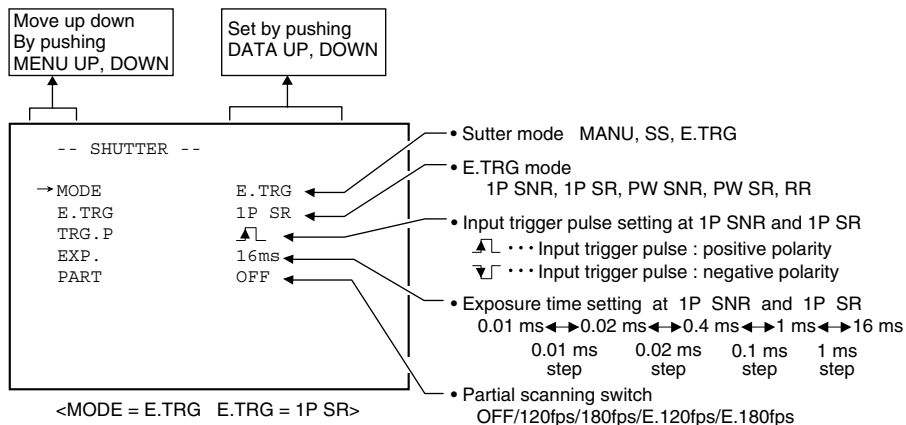 Move up down
By pushing
MENU UP, DOWN
Set by pushing
DATA UP, DOWN
-- SHUTTER --
→MODE E.TRG
E.TRG 1P SR
TRG.P
EXP. 16ms
PART OFF
<MODE = E.TRG E.TRG = 1P SR>
• Sutter mode MANU, SS, E.TRG
• E.TRG mode
1P SNR, 1P SR, PW SNR, PW SR, RR
• Input trigger pulse setting at 1P SNR and 1P SR
··· Input trigger pulse : positive polarity
··· Input trigger pulse : negative polarity
• Exposure time setting at 1P SNR and 1P SR
0.01 ms↔0.02 ms↔0.4 ms↔1 ms↔16 ms
0.01 ms 0.02 ms 0.1 ms 1 ms
step step step step
• Partial scanning switch
OFF/120fps/180fps/E.120fps/E.180fps